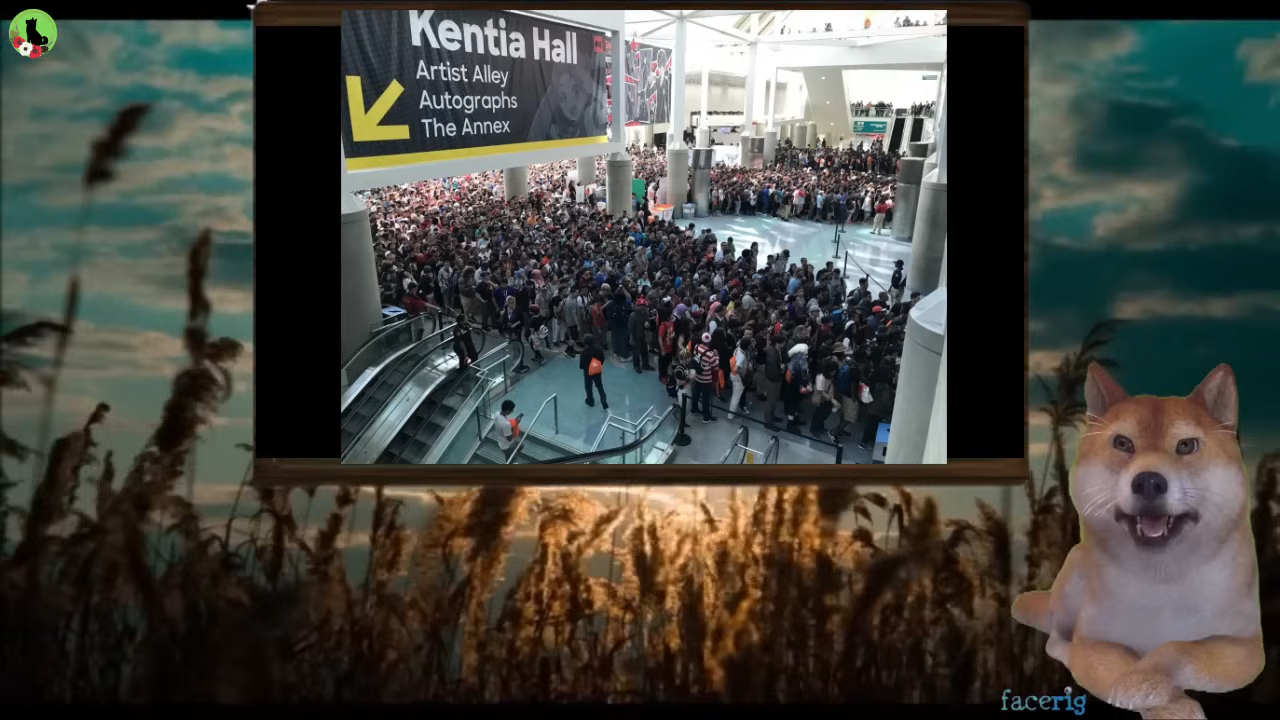 Kentia Hall
Artist Alley
Autographs
The Annex
facerig